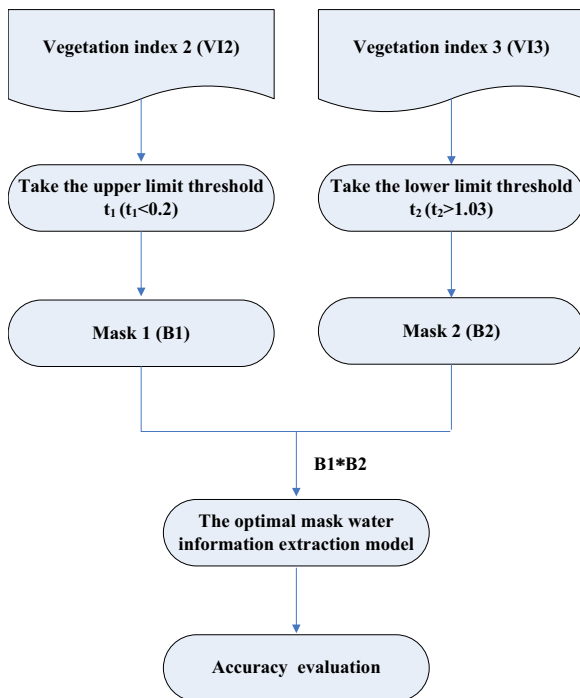 Vegetation index 2 (VI2)
Vegetation index 3 (VI3)
Take the upper limit threshold
t₁ (t₁<0.2)
Take the lower limit threshold
t₂ (t₂>1.03)
Mask 1 (B1)
Mask 2 (B2)
B1*B2
The optimal mask water
information extraction model
Accuracy evaluation